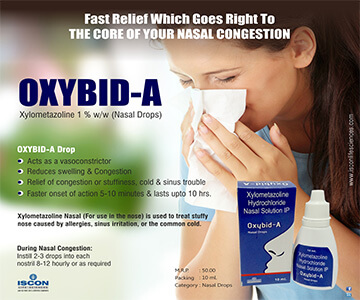 Fast Relief Which Goes Right To
THE CORE OF YOUR NASAL CONGESTION
OXYBID-A
Xylometazoline 1 % w/w (Nasal Drops)
OXYBID-A Drop
Acts as a vasoconstrictor
Reduces swelling & Congestion
Relief of congestion or stuffiness, cold & sinus trouble
Faster onset of action 5-10 minutes & lasts upto 10 hrs.
Xylometazoline Nasal (For use in the nose) is used to treat stuffy
nose caused by allergies, sinus irritation, or the common cold.
During Nasal Congestion:
Instill 2-3 drops into each
nostril 8-12 hourly or as required
ISCON
M.R.P. : 50.00
Packing : 10 mL
Category : Nasal Drops
Xylometazoline
Hydrochloride
Nasal Solution IP
Oxybid-A
Nasal Drops
Xylometazoline
Hydrochloride
Nasal Solution IP
Oxybid-A
www.isconlifesciences.com